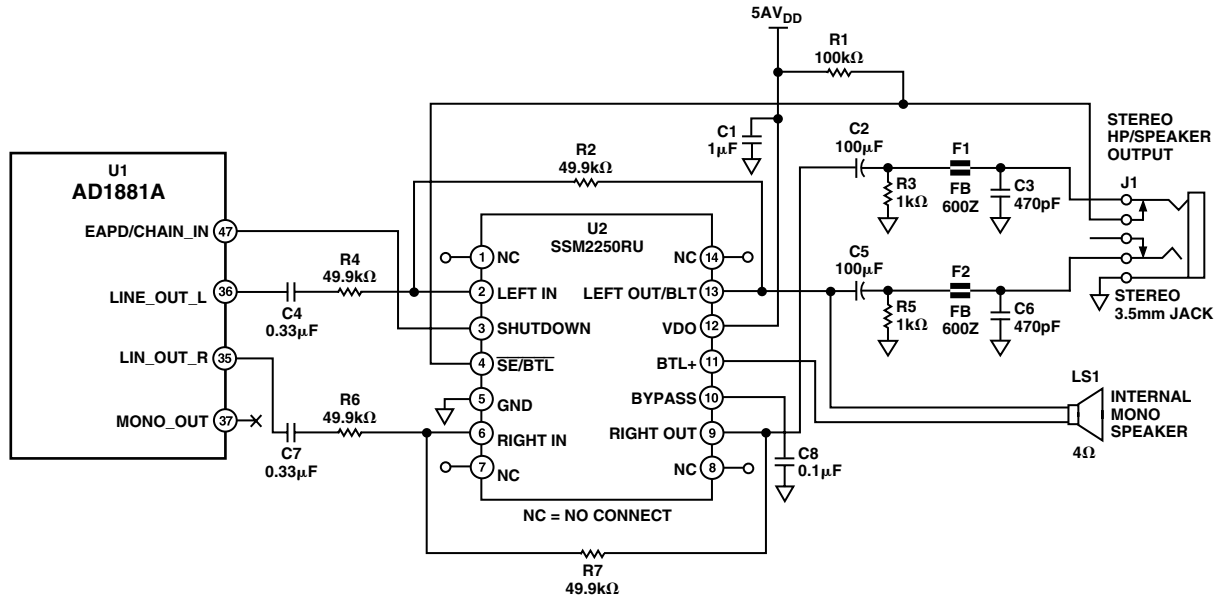 5AVDD
R1
100kΩ
C1
1µF
C2
100µF
F1
FB
600Z
R3
1kΩ
C3
470pF
STEREO
HP/SPEAKER
OUTPUT
J1
U1
AD1881A
EAPD/CHAIN_IN
47
LINE_OUT_L
36
LIN_OUT_R
35
MONO_OUT
37
R2
49.9kΩ
R4
49.9kΩ
C4
0.33µF
R6
49.9kΩ
C7
0.33µF
U2
SSM2250RU
1
NC
2
LEFT IN
3
SHUTDOWN
4
SE/BTL
5
GND
6
RIGHT IN
7
NC
NC
14
LEFT OUT/BLT
13
VDO
12
BTL+
11
BYPASS
10
RIGHT OUT
9
NC
8
NC = NO CONNECT
R7
49.9kΩ
C5
100µF
F2
FB
600Z
R5
1kΩ
C6
470pF
STEREO
3.5mm JACK
C8
0.1µF
LS1
INTERNAL
MONO
SPEAKER
4Ω